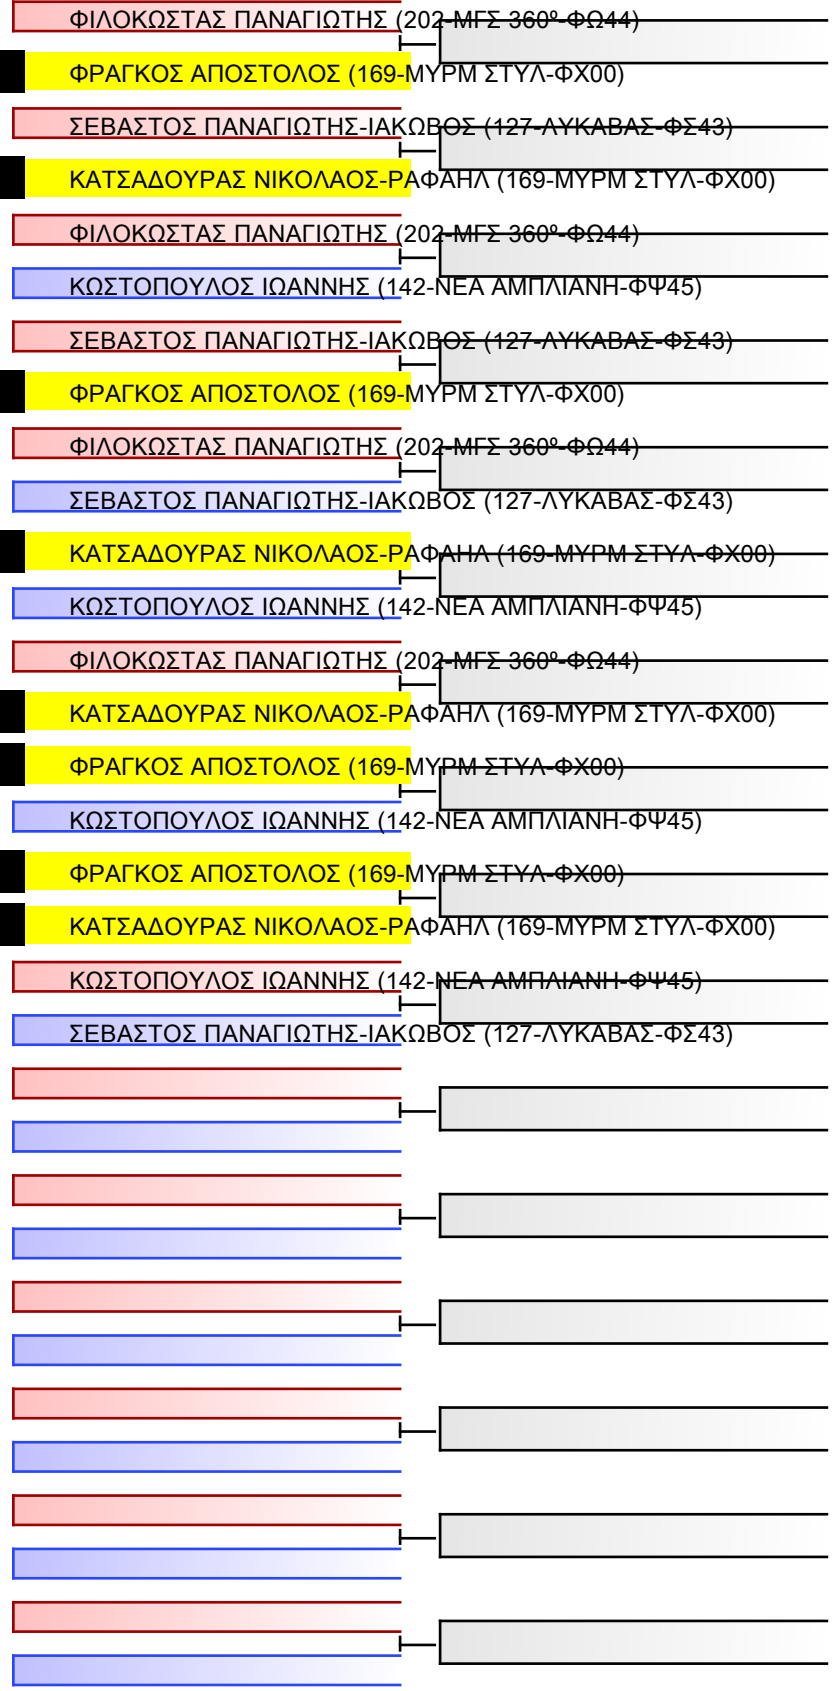 ΦΙΛΟΚΩΣΤΑΣ ΠΑΝΑΓΙΩΤΗΣ (202-ΜΓΣ 360º-ΦΩ44)
ΦΡΑΓΚΟΣ ΑΠΟΣΤΟΛΟΣ (169-ΜΥΡΜ ΣΤΥΛ-ΦΧ00)
ΣΕΒΑΣΤΟΣ ΠΑΝΑΓΙΩΤΗΣ-ΙΑΚΩΒΟΣ (127-ΛΥΚΑΒΑΣ-ΦΣ43)
ΚΑΤΣΑΔΟΥΡΑΣ ΝΙΚΟΛΑΟΣ-ΡΑΦΑΗΛ (169-ΜΥΡΜ ΣΤΥΛ-ΦΧ00)
ΦΙΛΟΚΩΣΤΑΣ ΠΑΝΑΓΙΩΤΗΣ (202-ΜΓΣ 360º-ΦΩ44)
ΚΩΣΤΟΠΟΥΛΟΣ ΙΩΑΝΝΗΣ (142-ΝΕΑ ΑΜΠΛΙΑΝΗ-ΦΨ45)
ΣΕΒΑΣΤΟΣ ΠΑΝΑΓΙΩΤΗΣ-ΙΑΚΩΒΟΣ (127-ΛΥΚΑΒΑΣ-ΦΣ43)
ΦΡΑΓΚΟΣ ΑΠΟΣΤΟΛΟΣ (169-ΜΥΡΜ ΣΤΥΛ-ΦΧ00)
ΦΙΛΟΚΩΣΤΑΣ ΠΑΝΑΓΙΩΤΗΣ (202-ΜΓΣ 360º-ΦΩ44)
ΣΕΒΑΣΤΟΣ ΠΑΝΑΓΙΩΤΗΣ-ΙΑΚΩΒΟΣ (127-ΛΥΚΑΒΑΣ-ΦΣ43)
ΚΑΤΣΑΔΟΥΡΑΣ ΝΙΚΟΛΑΟΣ-ΡΑΦΑΗΛ (169-ΜΥΡΜ ΣΤΥΛ-ΦΧ00)
ΚΩΣΤΟΠΟΥΛΟΣ ΙΩΑΝΝΗΣ (142-ΝΕΑ ΑΜΠΛΙΑΝΗ-ΦΨ45)
ΦΙΛΟΚΩΣΤΑΣ ΠΑΝΑΓΙΩΤΗΣ (202-ΜΓΣ 360º-ΦΩ44)
ΚΑΤΣΑΔΟΥΡΑΣ ΝΙΚΟΛΑΟΣ-ΡΑΦΑΗΛ (169-ΜΥΡΜ ΣΤΥΛ-ΦΧ00)
ΦΡΑΓΚΟΣ ΑΠΟΣΤΟΛΟΣ (169-ΜΥΡΜ ΣΤΥΛ-ΦΧ00)
ΚΩΣΤΟΠΟΥΛΟΣ ΙΩΑΝΝΗΣ (142-ΝΕΑ ΑΜΠΛΙΑΝΗ-ΦΨ45)
ΦΡΑΓΚΟΣ ΑΠΟΣΤΟΛΟΣ (169-ΜΥΡΜ ΣΤΥΛ-ΦΧ00)
ΚΑΤΣΑΔΟΥΡΑΣ ΝΙΚΟΛΑΟΣ-ΡΑΦΑΗΛ (169-ΜΥΡΜ ΣΤΥΛ-ΦΧ00)
ΚΩΣΤΟΠΟΥΛΟΣ ΙΩΑΝΝΗΣ (142-ΝΕΑ ΑΜΠΛΙΑΝΗ-ΦΨ45)
ΣΕΒΑΣΤΟΣ ΠΑΝΑΓΙΩΤΗΣ-ΙΑΚΩΒΟΣ (127-ΛΥΚΑΒΑΣ-ΦΣ43)